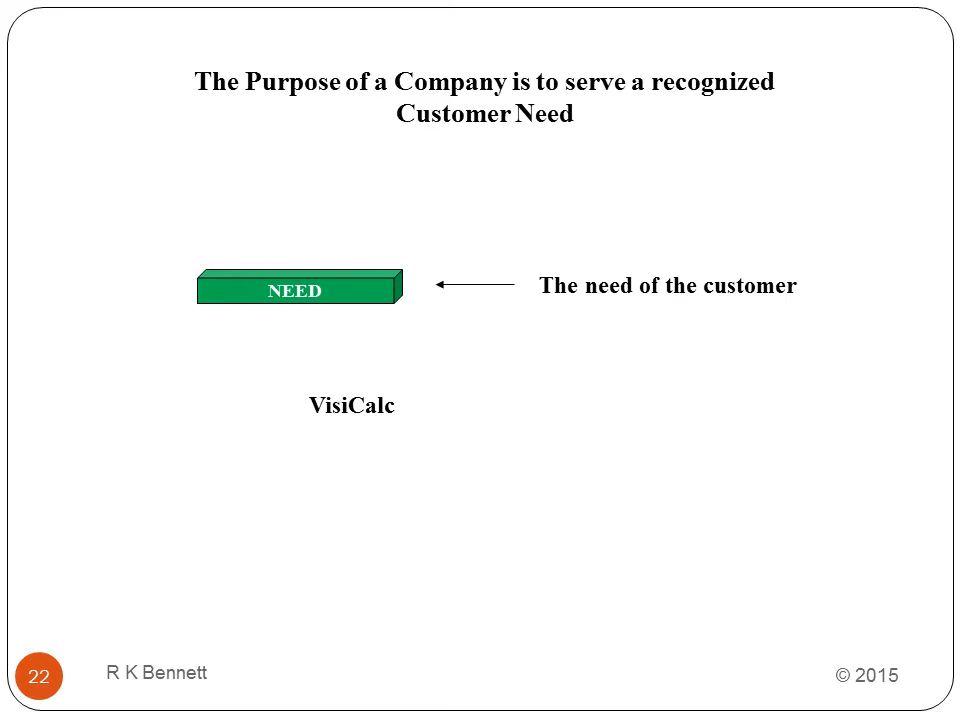 The Purpose of a Company is to serve a recognized
Customer Need
NEED
The need of the customer
VisiCalc
22
R K Bennett
© 2015